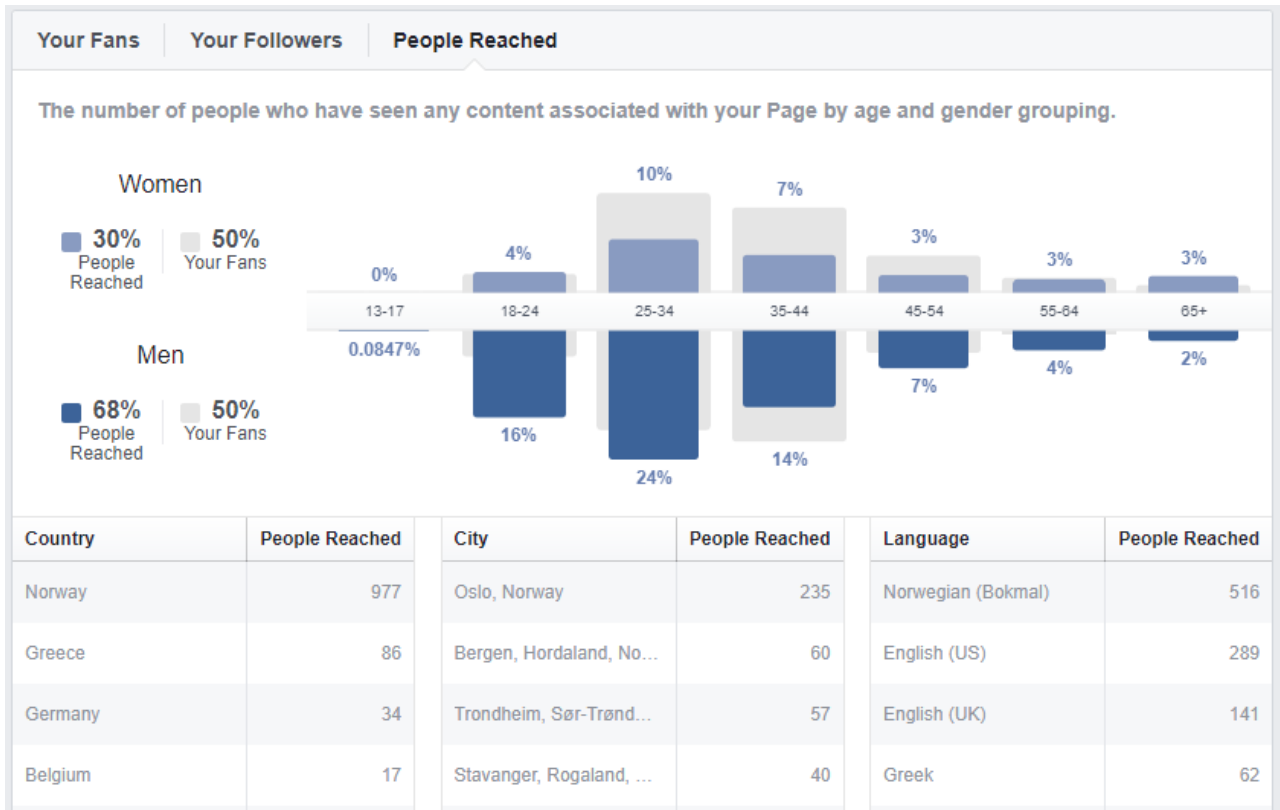 Your Fans Your Followers People Reached
The number of people who have seen any content associated with your Page by age and gender grouping.
Women
30% People Reached
50% Your Fans
0% 4% 10% 7% 3% 3% 3%
13-17 18-24 25-34 35-44 45-54 55-64 65+
0.0847% 16% 24% 14% 7% 4% 2%
Men
68% People Reached
50% Your Fans
Country People Reached City People Reached Language People Reached
Norway 977 Oslo, Norway 235 Norwegian (Bokmal) 516
Greece 86 Bergen, Hordaland, No... 60 English (US) 289
Germany 34 Trondheim, Sør-Trønd... 57 English (UK) 141
Belgium 17 Stavanger, Rogaland, ... 40 Greek 62